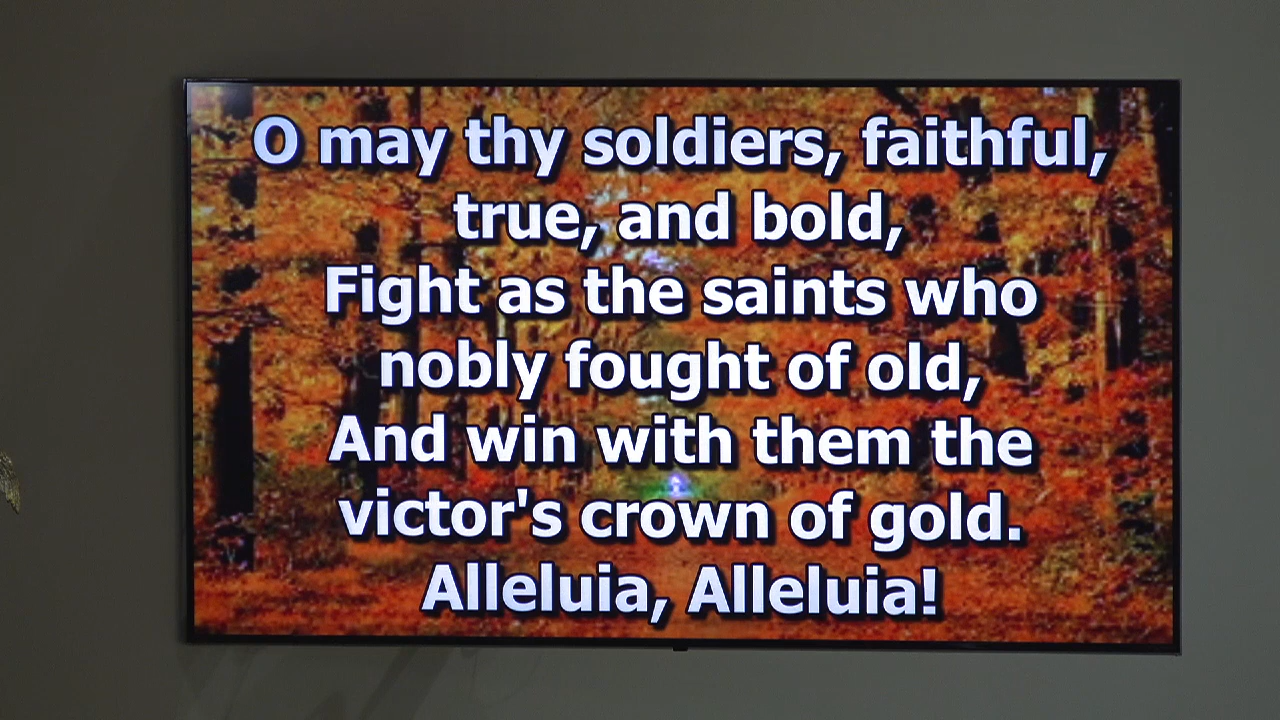 O may thy soldiers, faithful,
true, and bold,
Fight as the saints who
nobly fought of old,
And win with them the
victor's crown of gold.
Alleluia, Alleluia!